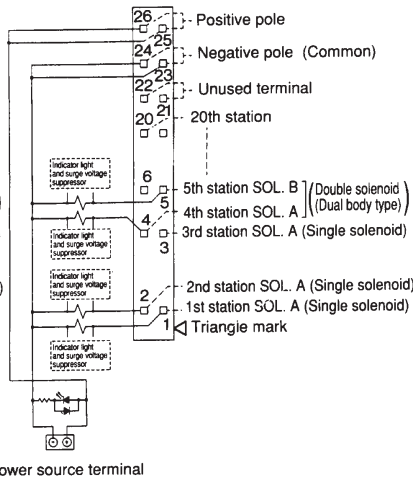 26
Positive pole
25
24
Negative pole (Common)
23
22
Unused terminal
21
20
20th station
Indicator light
and surge voltage
suppressor
6
5th station SOL. B
Double solenoid
(Dual body type)
5
4
4th station SOL. A
3rd station SOL. A (Single solenoid)
3
Indicator light
and surge voltage
suppressor
Indicator light
and surge voltage
suppressor
2
2nd station SOL. A (Single solenoid)
1st station SOL. A (Single solenoid)
1
Triangle mark
Indicator light
and surge voltage
suppressor
ower source terminal